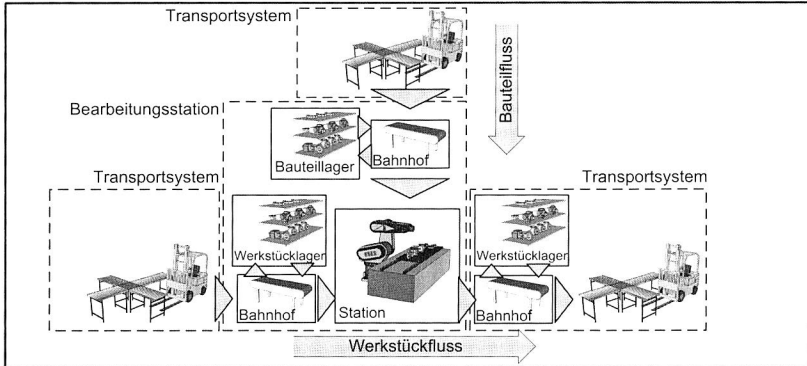 Transportsystem
Bauteilfluss
Bearbeitungsstation
Bauteillager
Bahnhof
Transportsystem
Transportsystem
Werkstücklager
Werkstücklager
Bahnhof
Station
Bahnhof
Werkstückfluss